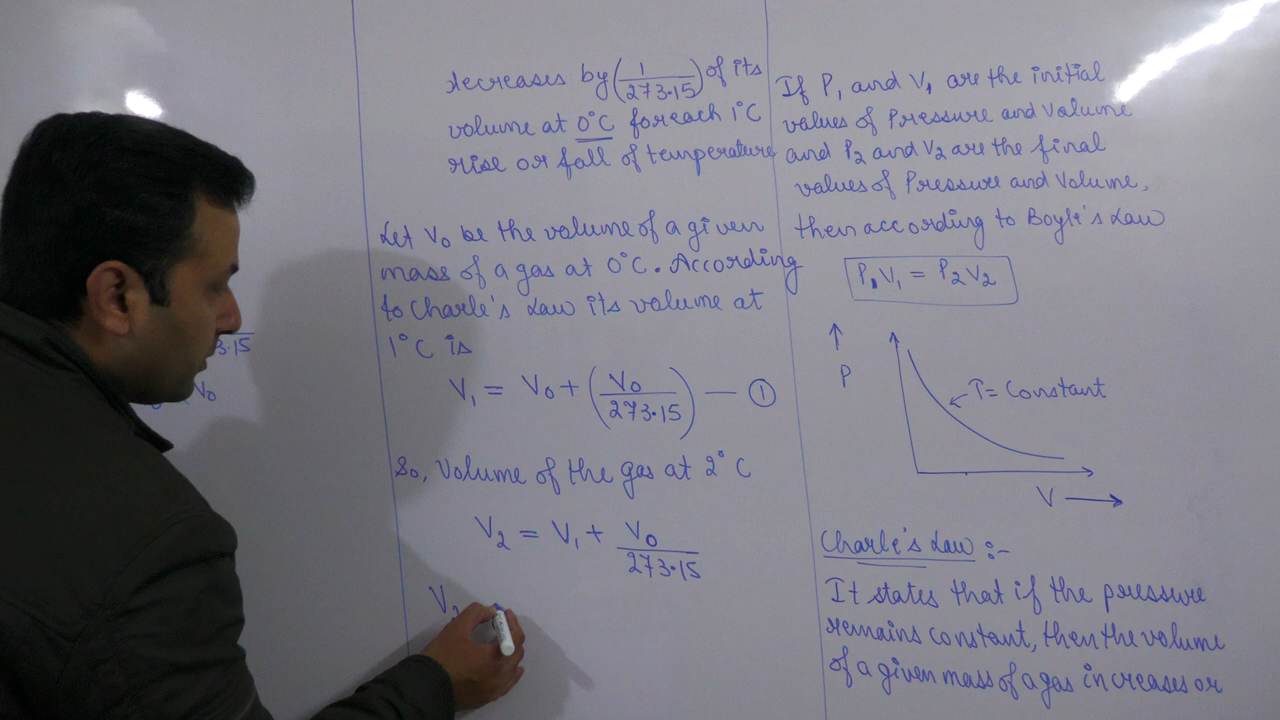 If P₁ and V₁ are the initial
values of Pressure and Volume
and P₂ and V₂ are the final
values of Pressure and Volume,
then according to Boyle's Law
P₁V₁ = P₂V₂
P
T = Constant
V
Charle's Law :-
It states that if the pressure
remains constant, then the volume
of a given mass of a gas increases or
decreases by (1/273.15) of its
volume at 0°C for each 1°C
rise or fall of temperature
Let V₀ be the volume of a given
mass of a gas at 0°C. According
to Charle's Law its volume at
1°C is
V₁ = V₀ + (V₀/273.15) — ①
So, Volume of the gas at 2°C
V₂ = V₁ + V₀/273.15
V₂
3.15
V₀